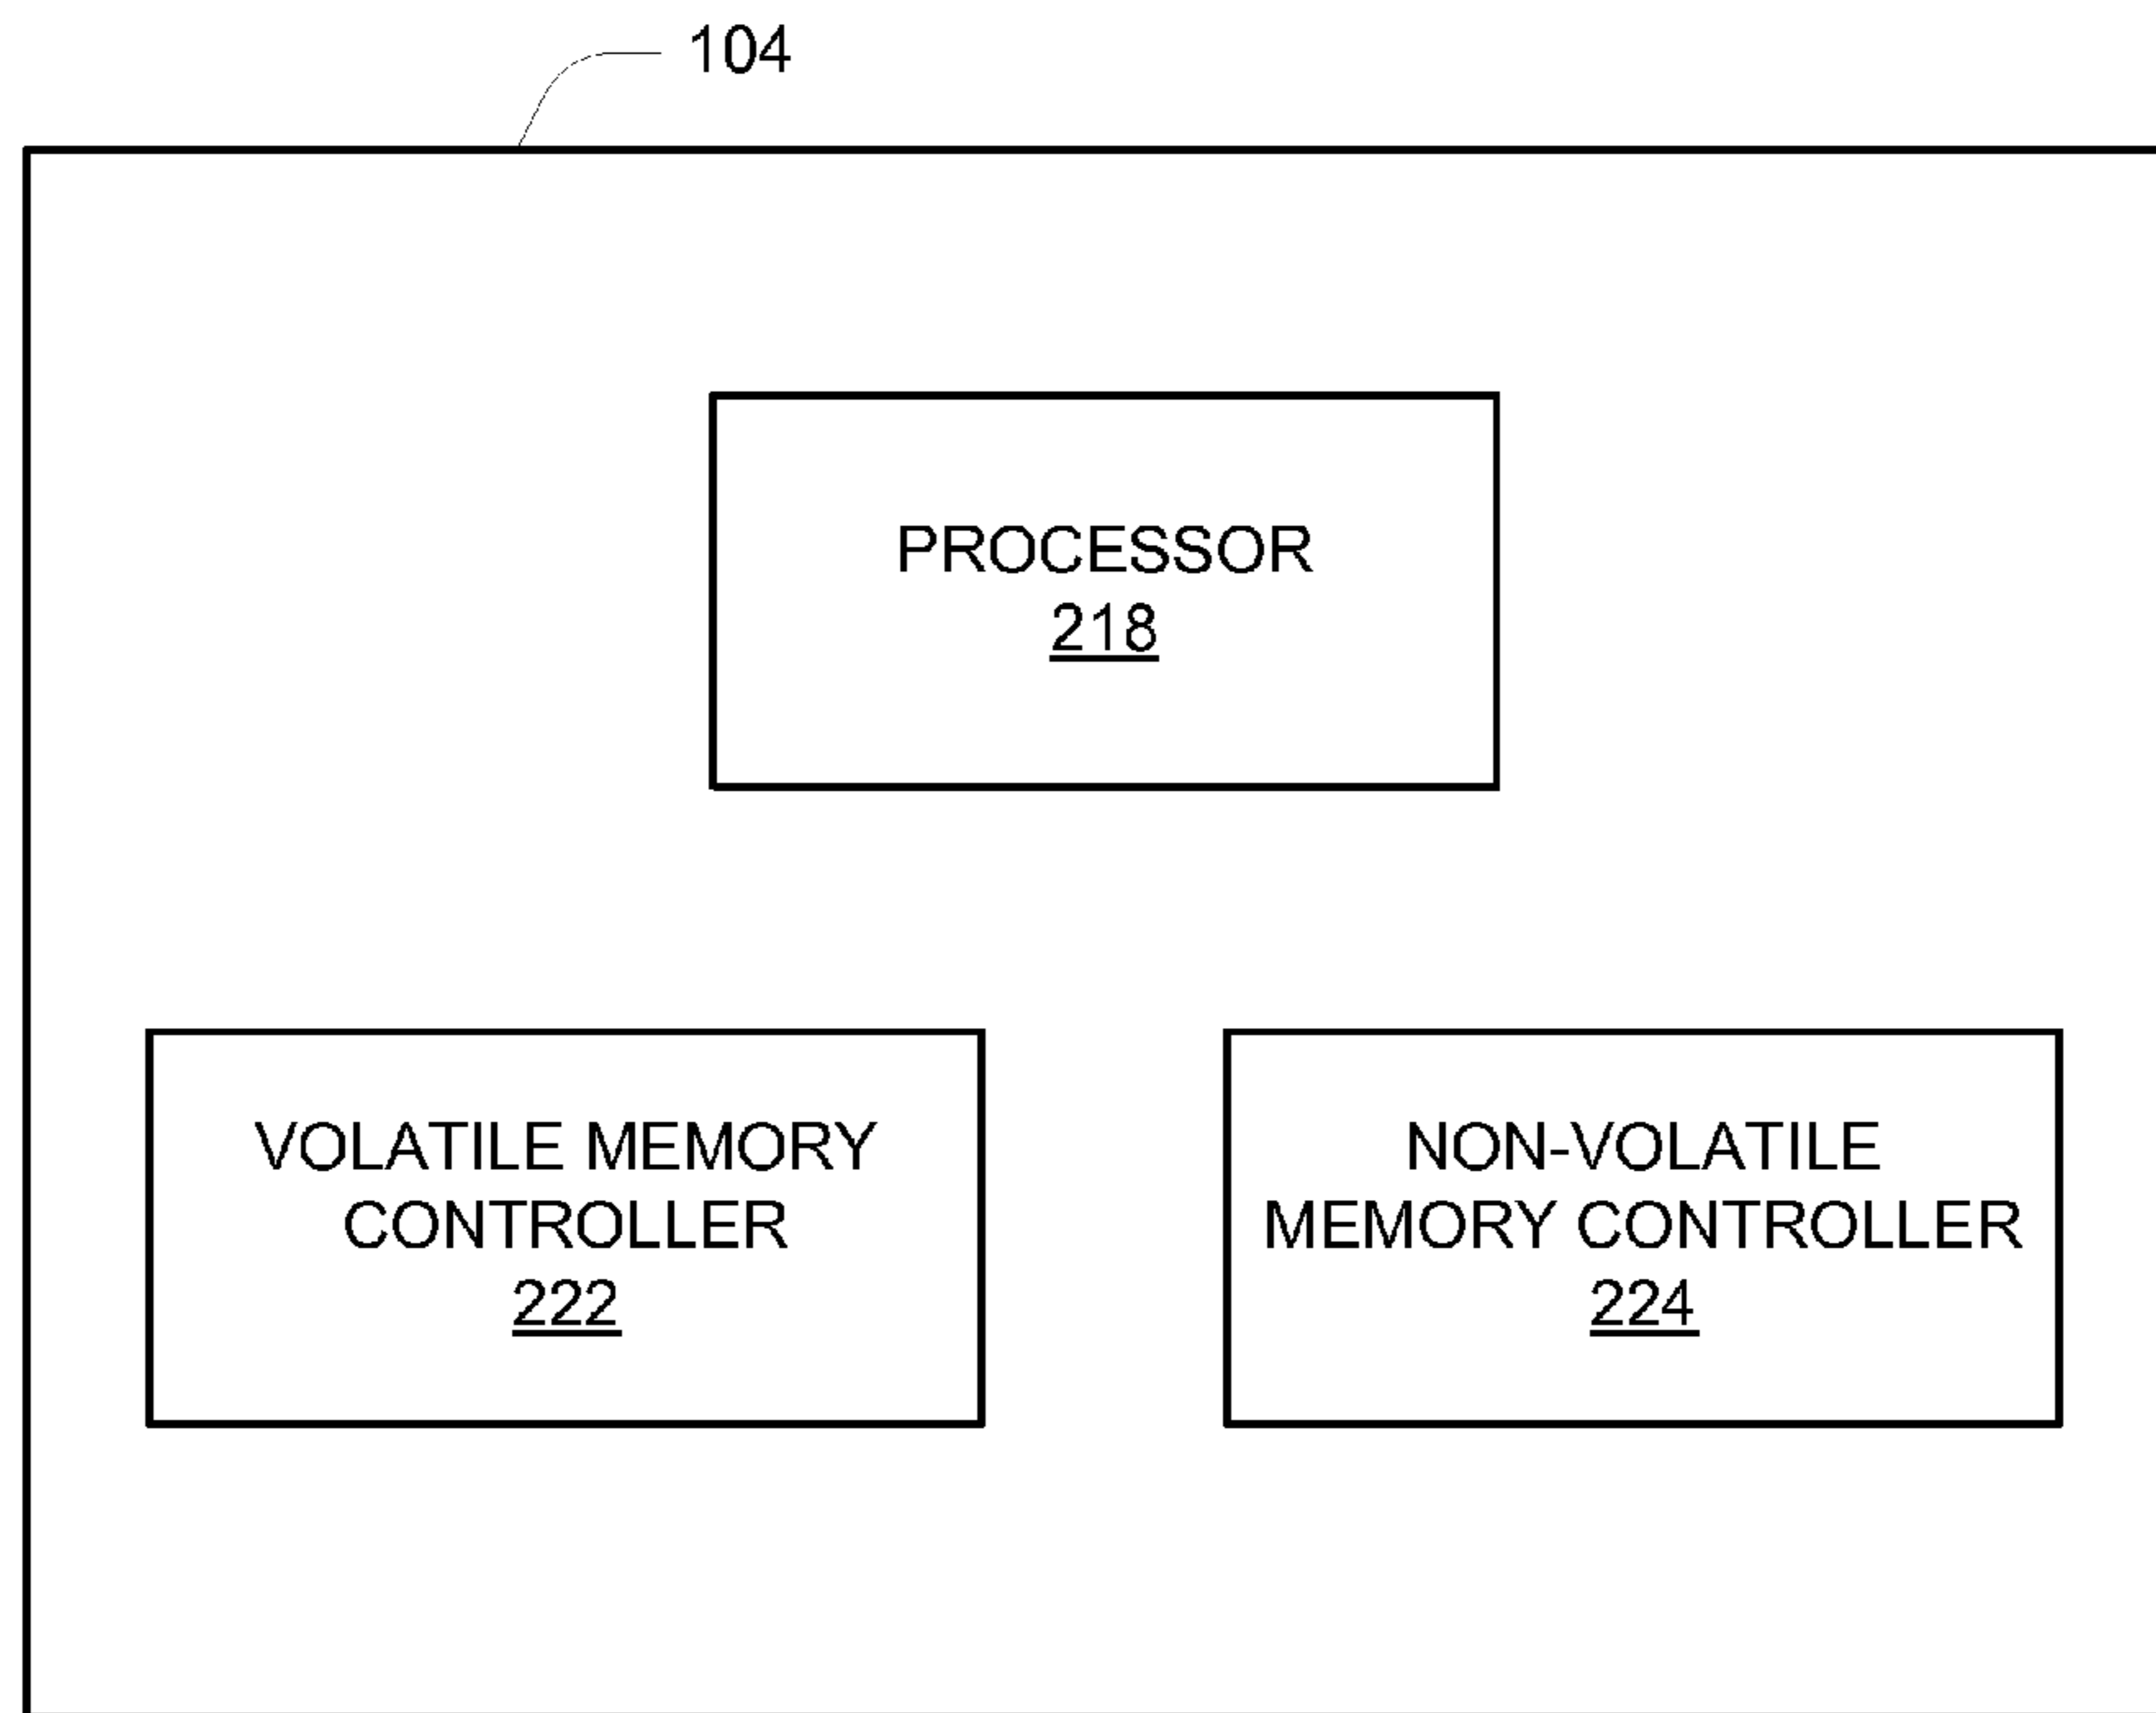 104
PROCESSOR
218
VOLATILE MEMORY
CONTROLLER
222
NON-VOLATILE
MEMORY CONTROLLER
224